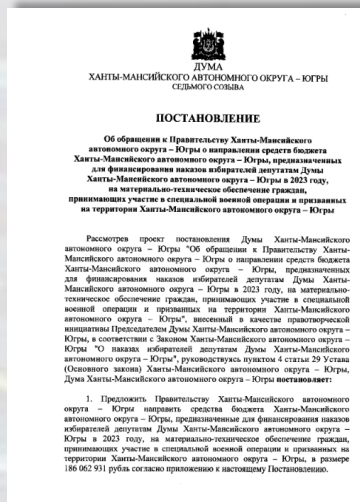 ДУМА
ХАНТЫ-МАНСИЙСКОГО АВТОНОМНОГО ОКРУГА – ЮГРЫ
СЕДЬМОГО СОЗЫВА
ПОСТАНОВЛЕНИЕ
Об обращении к Правительству Ханты-Мансийского
автономного округа – Югры о направлении средств бюджета
Ханты-Мансийского автономного округа – Югры, предназначенных
для финансирования наказов избирателей депутатам Думы
Ханты-Мансийского автономного округа – Югры в 2023 году,
на материально-техническое обеспечение граждан,
принимающих участие в специальной военной операции и призванных
на территории Ханты-Мансийского автономного округа – Югры
Рассмотрев проект постановления Думы Ханты-Мансийского
автономного округа – Югры "Об обращении к Правительству Ханты-
Мансийского автономного округа – Югры о направлении средств бюджета
Ханты-Мансийского автономного округа – Югры, предназначенных
для финансирования наказов избирателей депутатам Думы Ханты-
Мансийского автономного округа – Югры в 2023 году, на материально-
техническое обеспечение граждан, принимающих участие в специальной
военной операции и призванных на территории Ханты-Мансийского
автономного округа – Югры", внесенный в качестве правотворческой
инициативы Председателем Думы Ханты-Мансийского автономного округа –
Югры, в соответствии с Законом Ханты-Мансийского автономного округа –
Югры "О наказах избирателей депутатам Думы Ханты-Мансийского
автономного округа – Югры", руководствуясь пунктом 4 статьи 29 Устава
(Основного закона) Ханты-Мансийского автономного округа – Югры,
Дума Ханты-Мансийского автономного округа – Югры постановляет:
1. Предложить Правительству Ханты-Мансийского автономного
округа – Югры направить средства бюджета Ханты-Мансийского
автономного округа – Югры, предназначенные для финансирования наказов
избирателей депутатам Думы Ханты-Мансийского автономного округа –
Югры в 2023 году, на материально-техническое обеспечение граждан,
принимающих участие в специальной военной операции и призванных на
территории Ханты-Мансийского автономного округа – Югры, в размере
186 062 931 рубль согласно приложению к настоящему Постановлению.